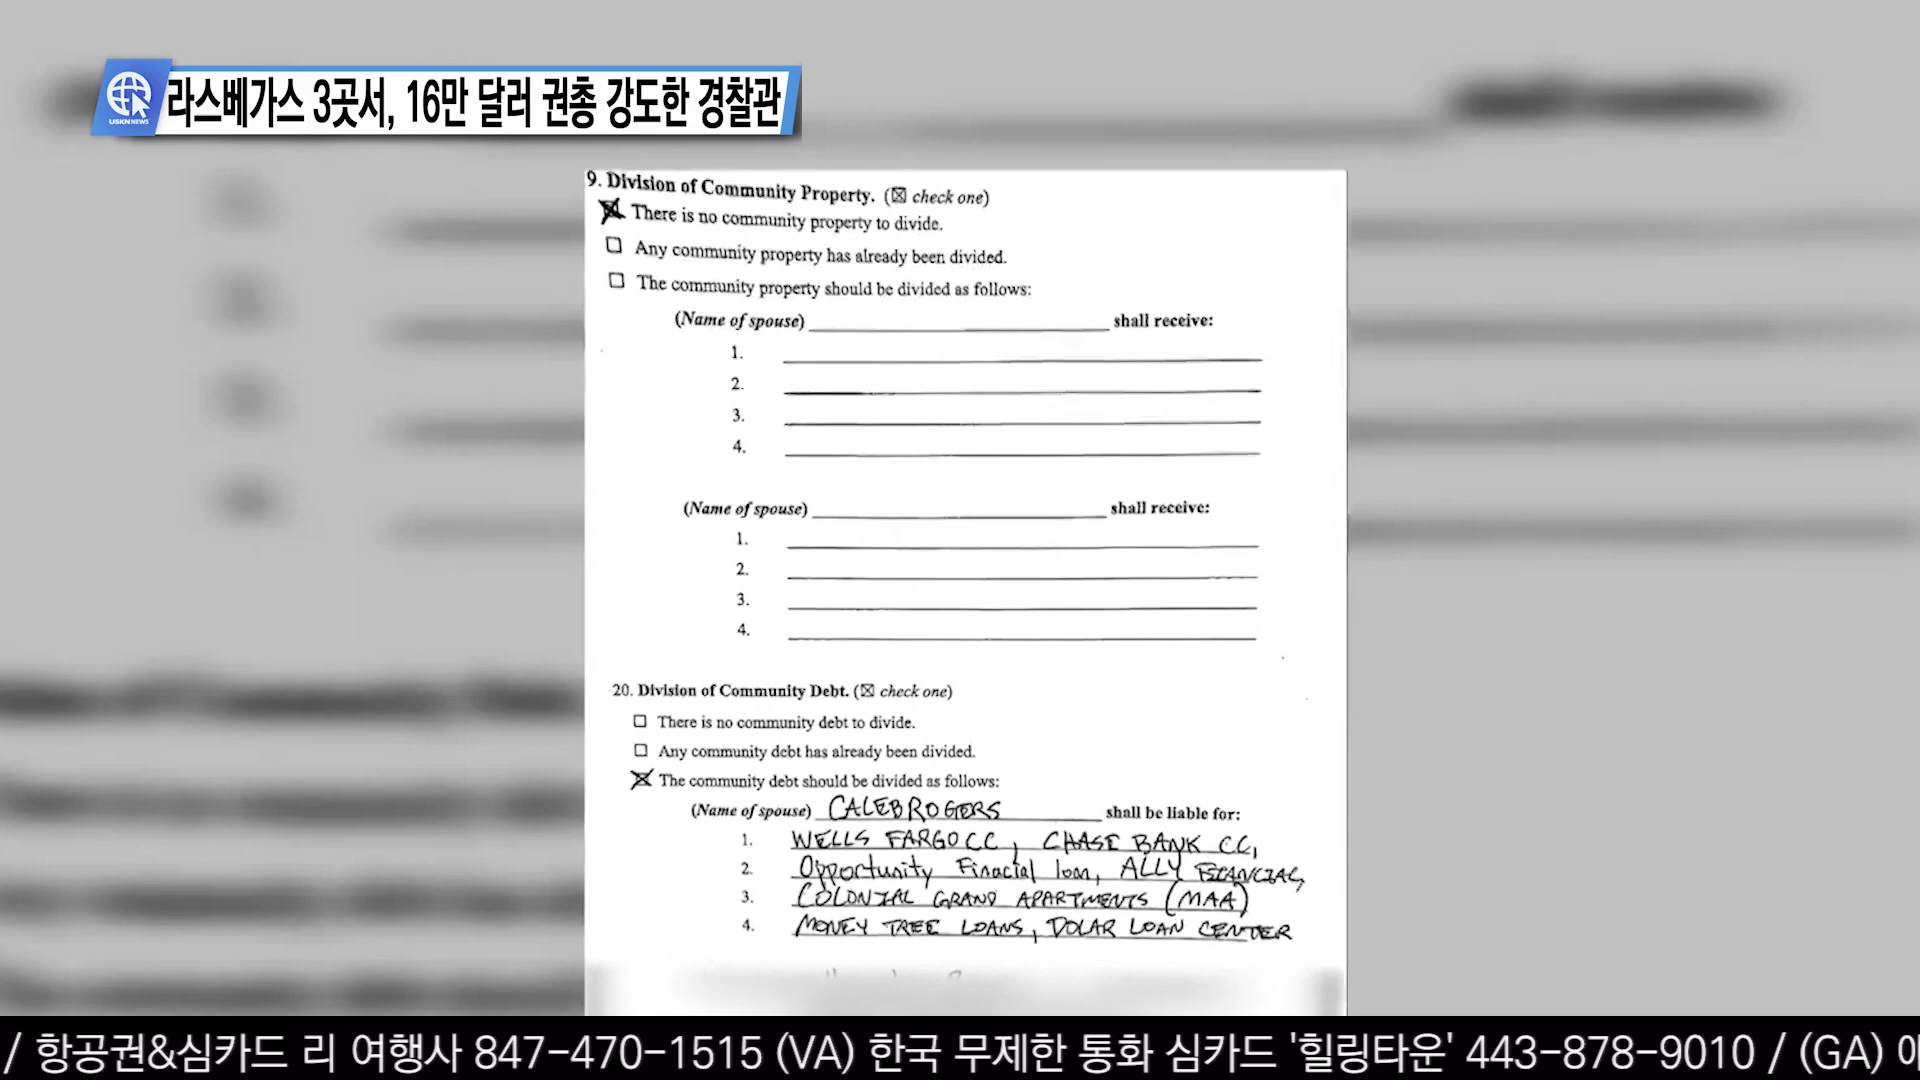 USKN NEWS
라스베가스 3곳서, 16만 달러 권총 강도한 경찰관
9. Division of Community Property. (☒ check one)
☒ There is no community property to divide.
☐ Any community property has already been divided.
☐ The community property should be divided as follows:
(Name of spouse) ____ shall receive:
1.
2.
3.
4.
(Name of spouse) ____ shall receive:
1.
2.
3.
4.
20. Division of Community Debt. (☒ check one)
☐ There is no community debt to divide.
☐ Any community debt has already been divided.
☒ The community debt should be divided as follows:
(Name of spouse) CALEB ROGERS shall be liable for:
1. WELLS FARGO CC, CHASE BANK CC,
2. Opportunity Finacial loan, ALLY FINANCIAL,
3. COLONIAL GRAND APARTMENTS (MAA)
4. MONEY TREE LOANS, DOLAR LOAN CENTER
/ 항공권&심카드 리 여행사 847-470-1515 (VA) 한국 무제한 통화 심카드 '힐링타운' 443-878-9010 / (GA)